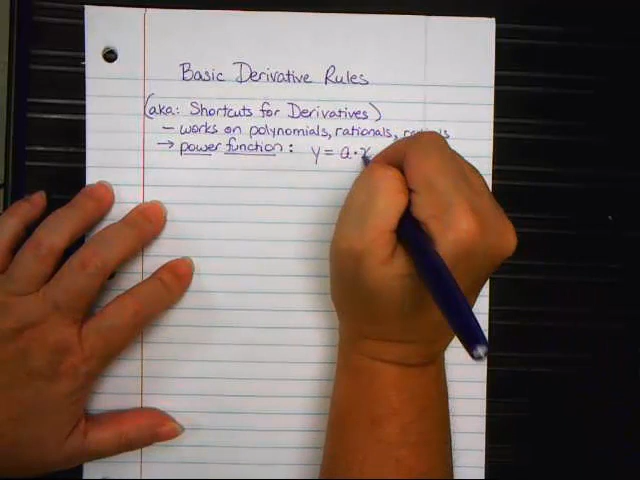 Basic Derivative Rules
(aka: Shortcuts for Derivatives)
– works on polynomials, rationals,
→ power function: y = a·x